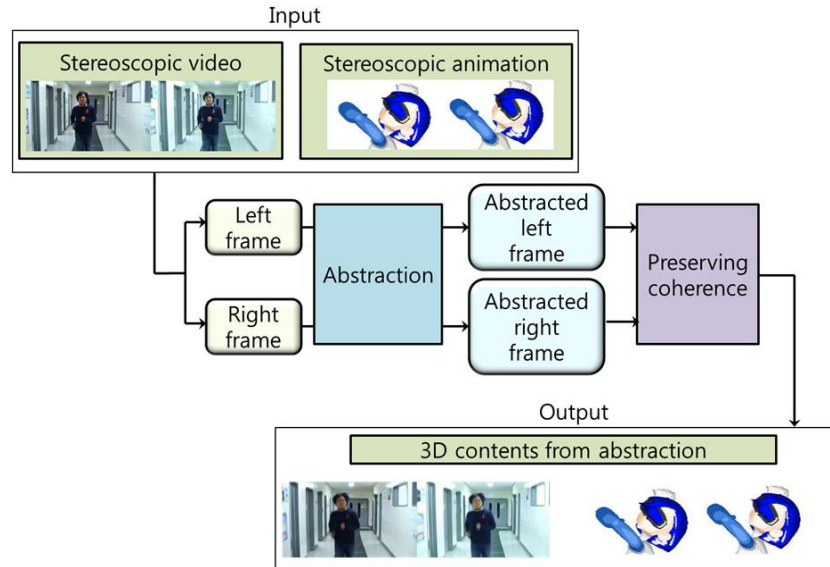 Input
Stereoscopic video
Stereoscopic animation
Left
frame
Right
frame
Abstraction
Abstracted
left
frame
Abstracted
right
frame
Preserving
coherence
Output
3D contents from abstraction